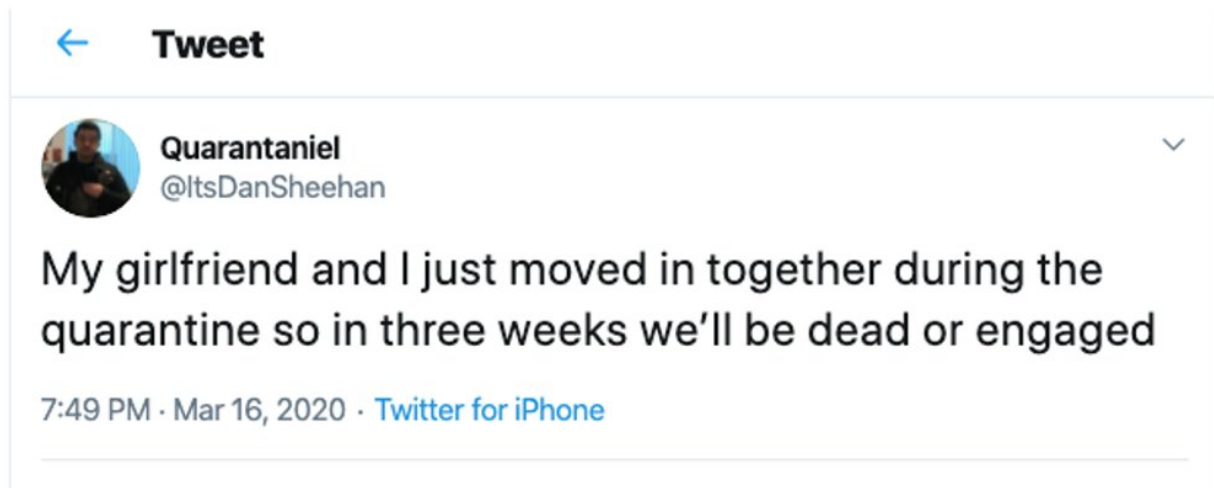 Tweet
Quarantaniel
@ItsDanSheehan
My girlfriend and I just moved in together during the
quarantine so in three weeks we’ll be dead or engaged
7:49 PM · Mar 16, 2020 · Twitter for iPhone